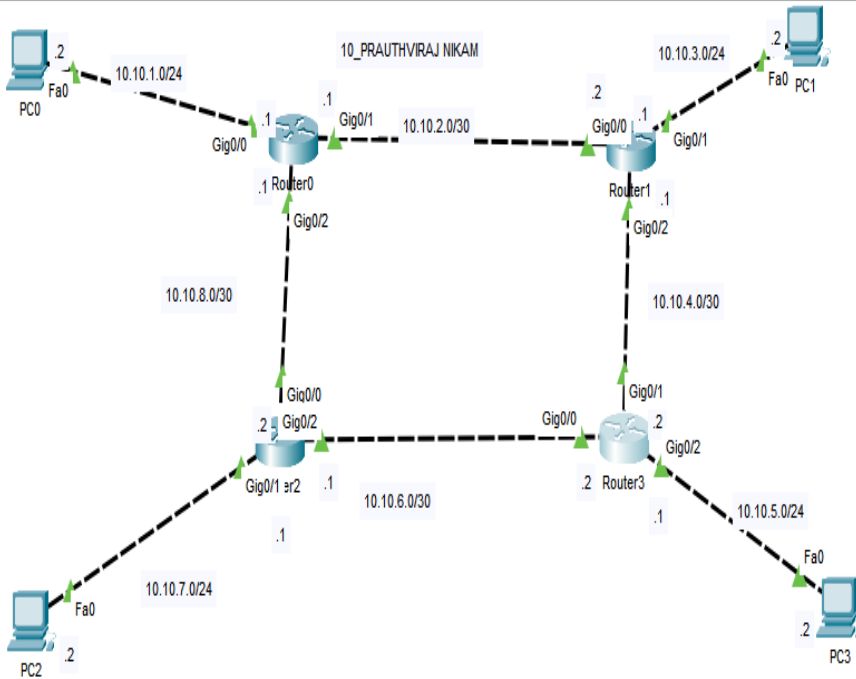 10_PRAUTHVIRAJ NIKAM
.2
Fa0
PC0
10.10.1.0/24
.1
Gig0/0
.1
Gig0/1
Router0
10.10.2.0/30
.2
Gig0/0
.1
Gig0/1
Router1
10.10.3.0/24
.2
Fa0
PC1
.1
Gig0/2
.1
Gig0/2
10.10.8.0/30
10.10.4.0/30
Gig0/0
.2
Gig0/2
Gig0/1
er2
.1
.1
10.10.6.0/30
Gig0/0
.2
Gig0/1
.2
Gig0/2
Router3
.1
10.10.5.0/24
Fa0
.2
PC3
10.10.7.0/24
Fa0
.2
PC2